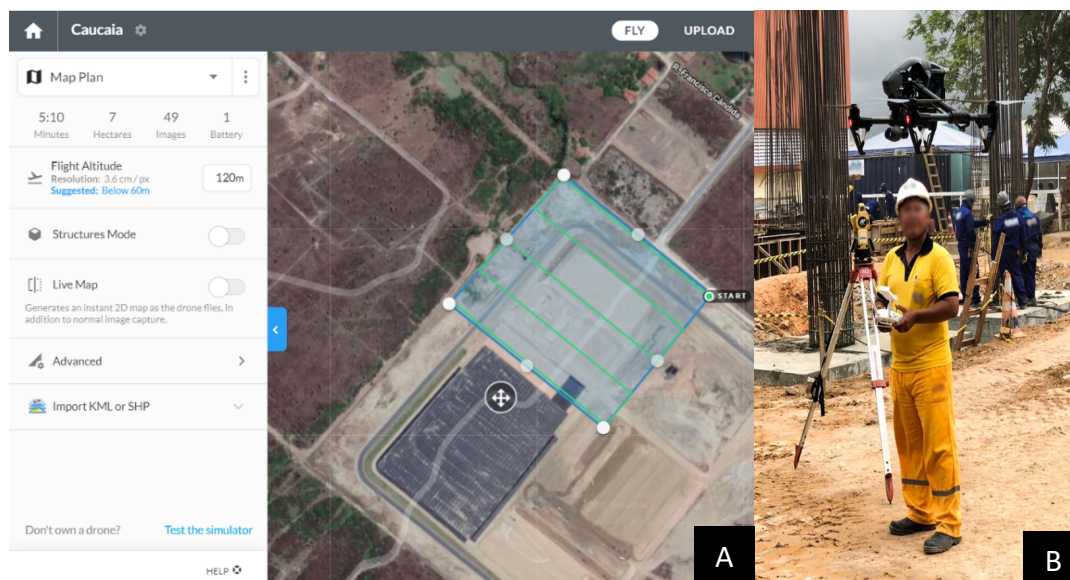 Caucaia
FLY
UPLOAD
Map Plan
5:10 7 49 1
Minutes Hectares Images Battery
Flight Altitude
Resolution: 3.6 cm / px
Suggested: Below 60m
120m
Structures Mode
Live Map
Generates an instant 2D map as the drone flies, in
addition to normal image capture.
Advanced
Import KML or SHP
Don't own a drone?
Test the simulator
HELP
R. Francisca Cândida
START
A
B